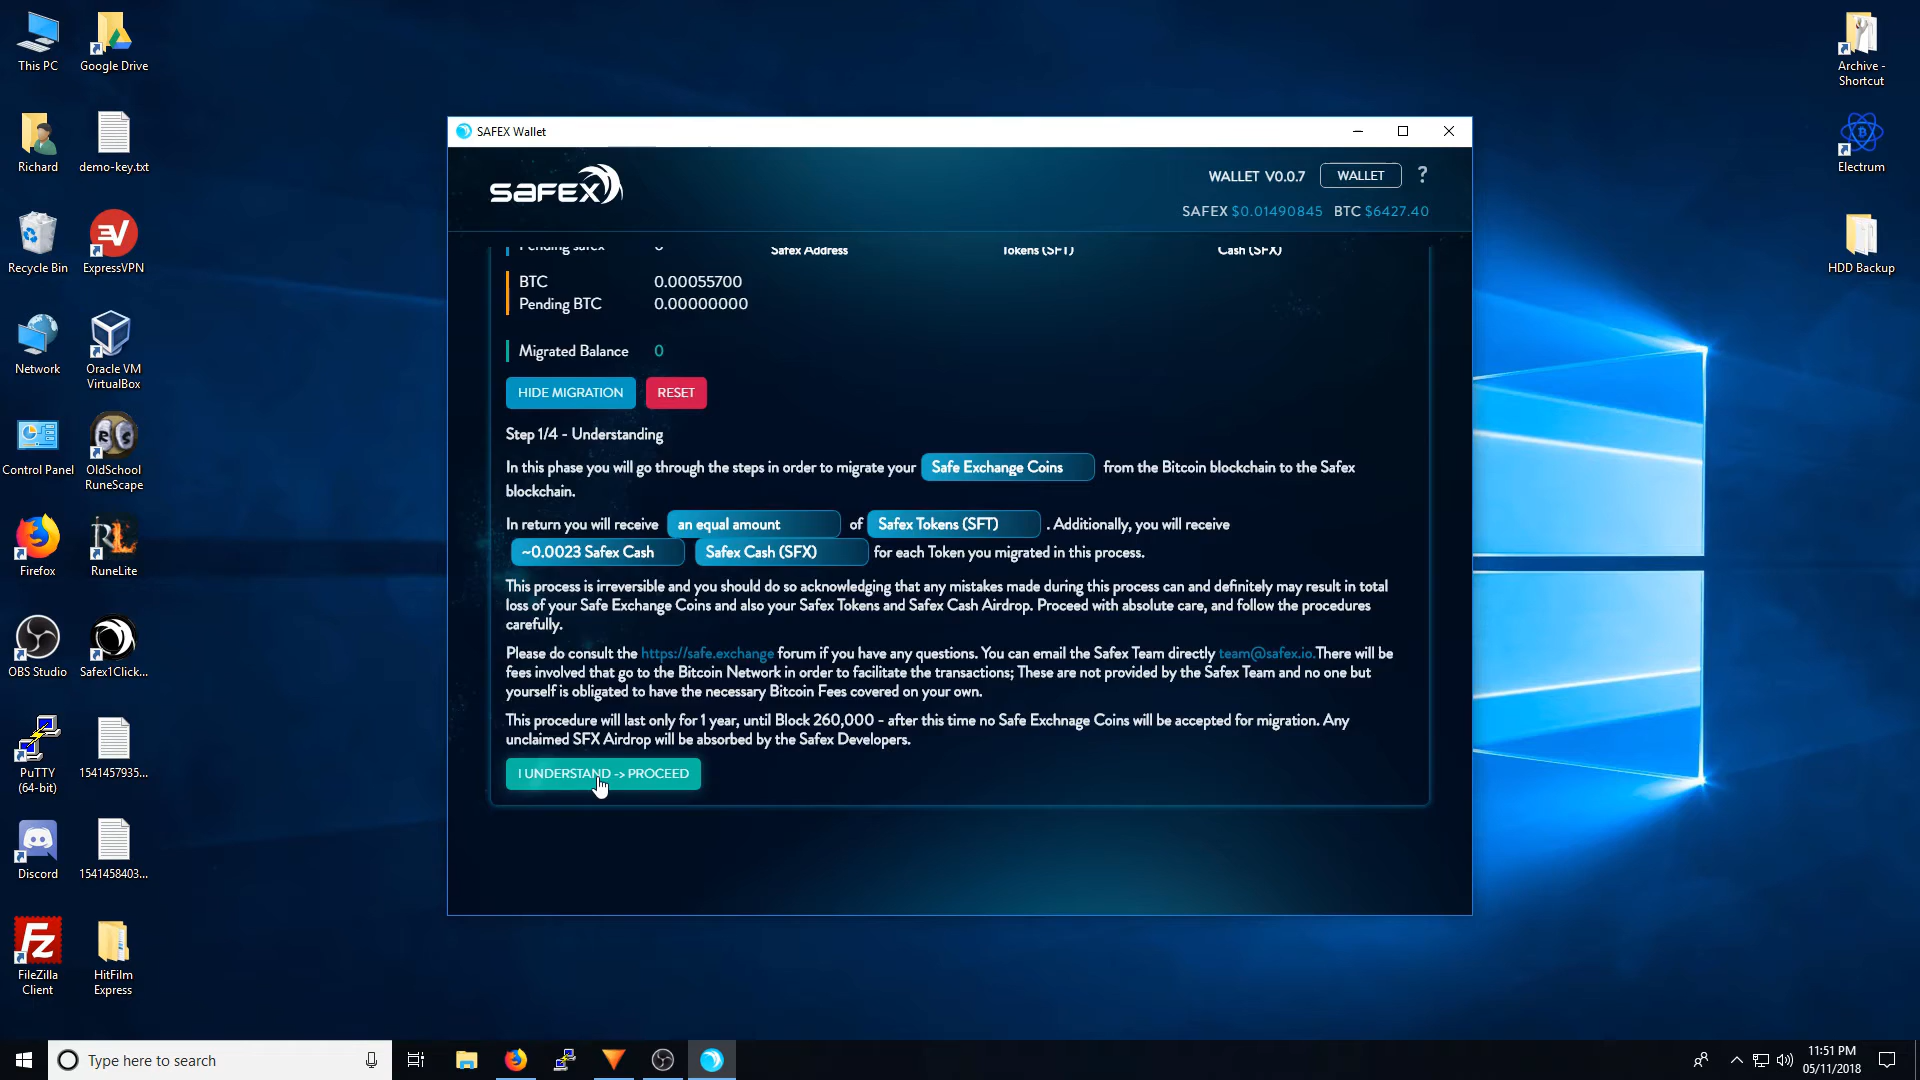 This PC
Google Drive
Archive -
Shortcut
Richard
demo-key.txt
Electrum
Recycle Bin
ExpressVPN
HDD Backup
Network
Oracle VM
VirtualBox
Control Panel
OldSchool
RuneScape
Firefox
RuneLite
OBS Studio
Safex1Click...
PuTTY
(64-bit)
1541457935...
Discord
1541458403...
FileZilla
Client
HitFilm
Express
SAFEX Wallet
SAFEX
WALLET V0.0.7
WALLET
?
SAFEX $0.01490845 BTC $6427.40
Pending safex
Safex Address
Tokens (SFT)
Cash (SFX)
BTC 0.00055700
Pending BTC 0.00000000
Migrated Balance 0
HIDE MIGRATION
RESET
Step 1/4 - Understanding
In this phase you will go through the steps in order to migrate your Safe Exchange Coins from the Bitcoin blockchain to the Safex
blockchain.
In return you will receive an equal amount of Safex Tokens (SFT) . Additionally, you will receive
~0.0023 Safex Cash Safex Cash (SFX) for each Token you migrated in this process.
This process is irreversible and you should do so acknowledging that any mistakes made during this process can and definitely may result in total
loss of your Safe Exchange Coins and also your Safex Tokens and Safex Cash Airdrop. Proceed with absolute care, and follow the procedures
carefully.
Please do consult the https://safe.exchange forum if you have any questions. You can email the Safex Team directly team@safex.io.There will be
fees involved that go to the Bitcoin Network in order to facilitate the transactions; These are not provided by the Safex Team and no one but
yourself is obligated to have the necessary Bitcoin Fees covered on your own.
This procedure will last only for 1 year, until Block 260,000 - after this time no Safe Exchnage Coins will be accepted for migration. Any
unclaimed SFX Airdrop will be absorbed by the Safex Developers.
I UNDERSTAND -> PROCEED
Type here to search
11:51 PM
05/11/2018